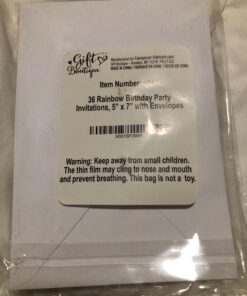 Gift
Boutique
MADE IN CHINA
Item Number
36 Rainbow Birthday Party
Invitations, 5" x 7" with Envelopes
Warning: Keep away from small children.
The thin film may cling to nose and mouth
and prevent breathing. This bag is not a toy.